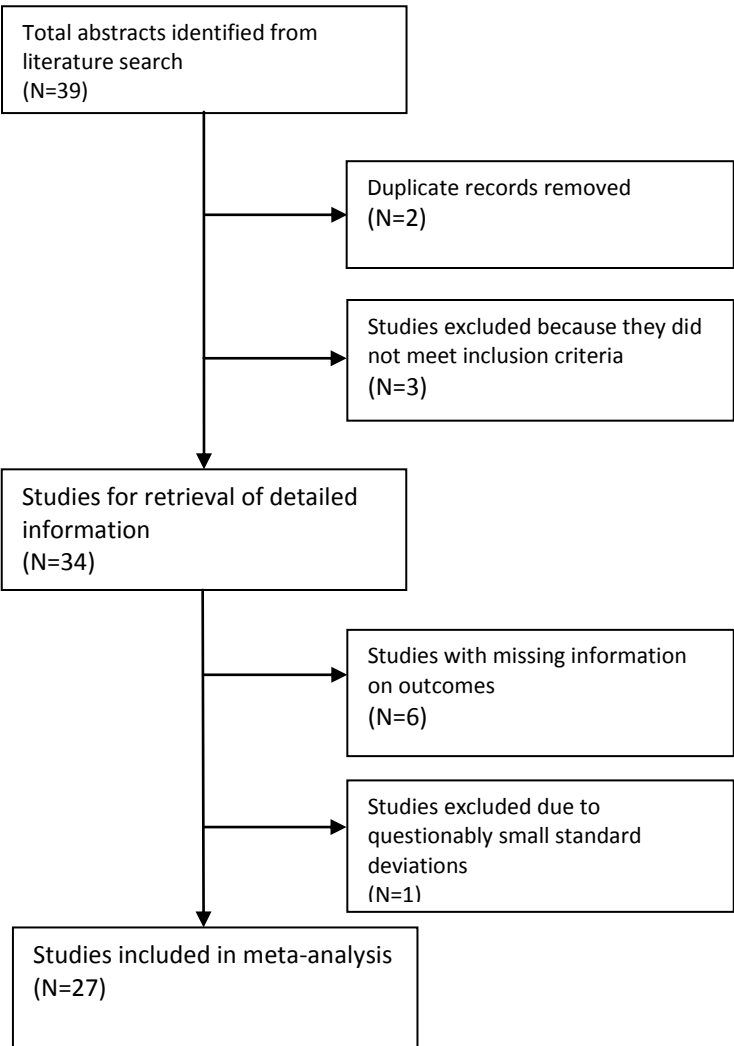 Total abstracts identified from
literature search
(N=39)
Duplicate records removed
(N=2)
Studies excluded because they did
not meet inclusion criteria
(N=3)
Studies for retrieval of detailed
information
(N=34)
Studies with missing information
on outcomes
(N=6)
Studies excluded due to
questionably small standard
deviations
(N=1)
Studies included in meta-analysis
(N=27)